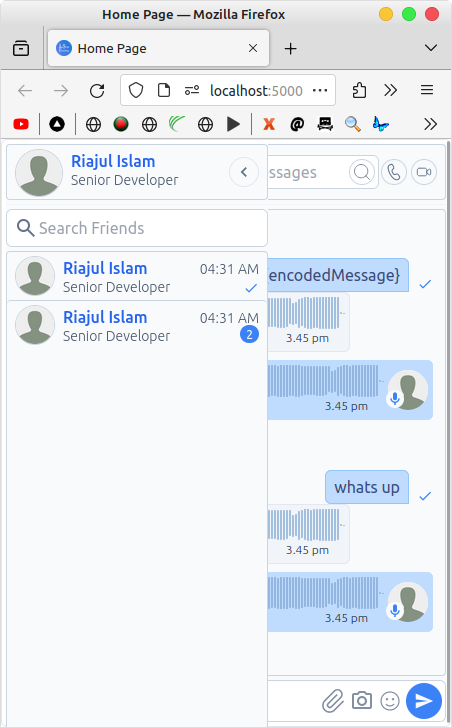 Home Page — Mozilla Firefox
Home Page
localhost:5000
Riajul Islam
Senior Developer
ssages
Search Friends
Riajul Islam
04:31 AM
Senior Developer
Riajul Islam
04:31 AM
Senior Developer
2
encodedMessage}
3.45 pm
3.45 pm
whats up
3.45 pm
3.45 pm